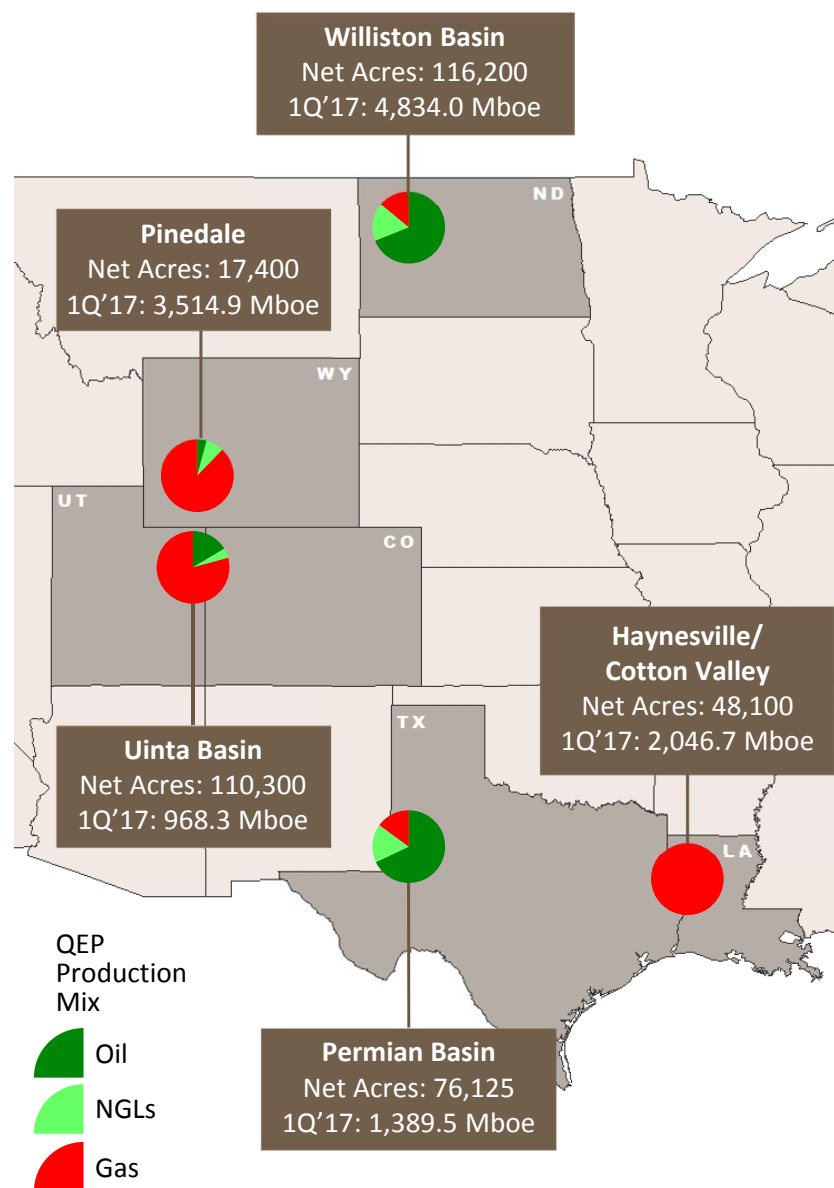 Williston Basin
Net Acres: 116,200
1Q’17: 4,834.0 Mboe
ND
Pinedale
Net Acres: 17,400
1Q’17: 3,514.9 Mboe
WY
UT
CO
Haynesville/
Cotton Valley
Net Acres: 48,100
1Q’17: 2,046.7 Mboe
Uinta Basin
Net Acres: 110,300
1Q’17: 968.3 Mboe
TX
LA
QEP
Production
Mix
Oil
NGLs
Gas
Permian Basin
Net Acres: 76,125
1Q’17: 1,389.5 Mboe